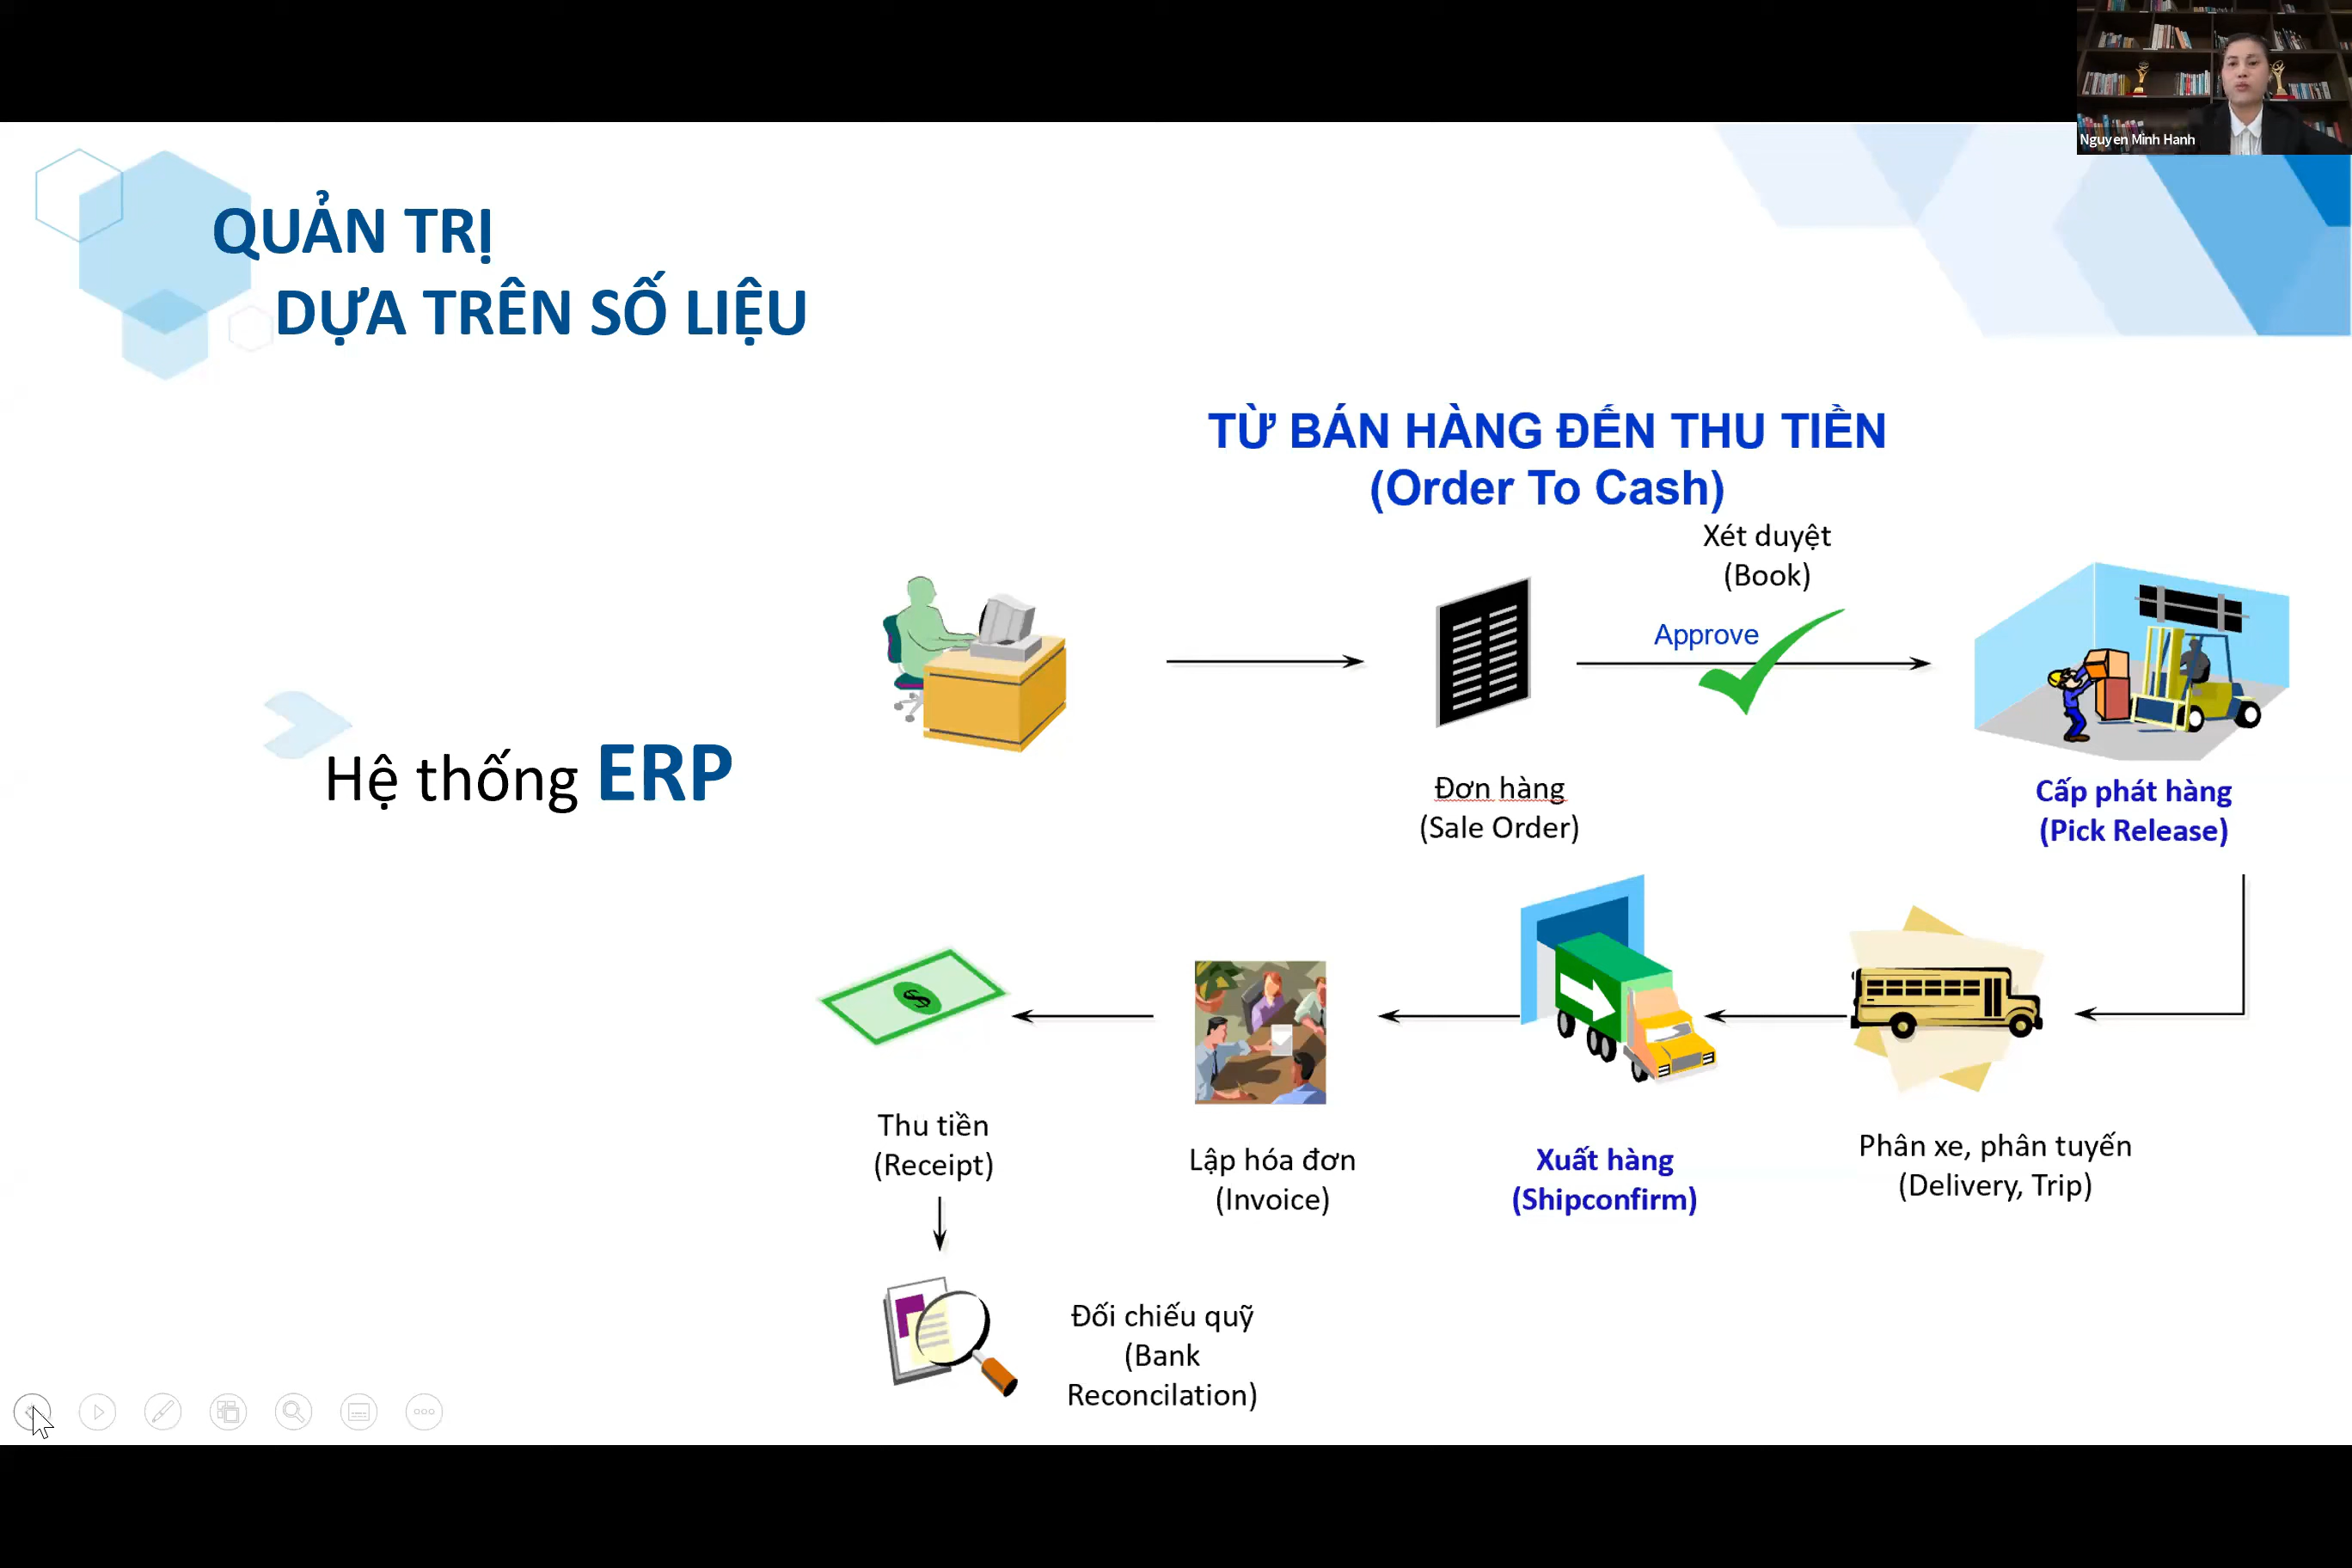 Nguyen Minh Hanh
QUẢN TRỊ
DỰA TRÊN SỐ LIỆU
TỪ BÁN HÀNG ĐẾN THU TIỀN
(Order To Cash)
Xét duyệt
(Book)
Approve
Hệ thống ERP
Đơn hàng
(Sale Order)
Cấp phát hàng
(Pick Release)
Thu tiền
(Receipt)
Lập hóa đơn
(Invoice)
Xuất hàng
(Shipconfirm)
Phân xe, phân tuyến
(Delivery, Trip)
Đối chiếu quỹ
(Bank
Reconcilation)